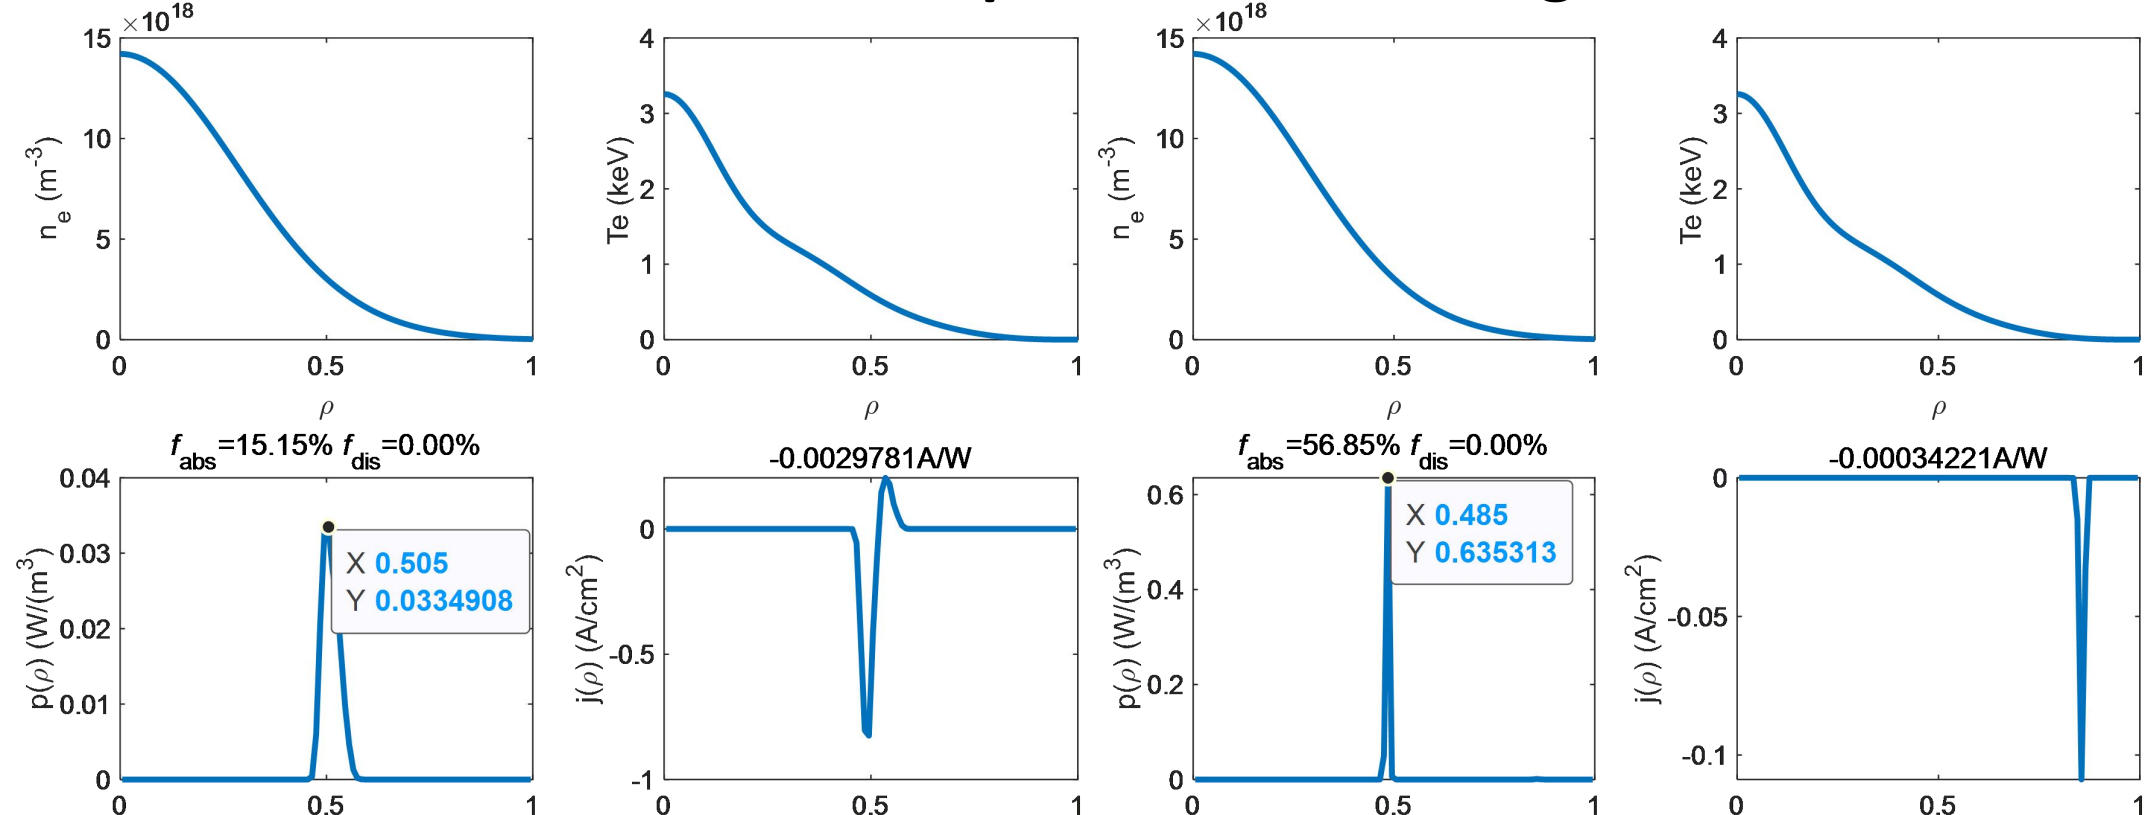 ×10^18
15
10
5
0
n_e (m^-3)
0 0.5 1
ρ
4
3
2
1
0
Te (keV)
0 0.5 1
ρ
×10^18
15
10
5
0
n_e (m^-3)
0 0.5 1
ρ
4
3
2
1
0
Te (keV)
0 0.5 1
ρ
f_abs=15.15% f_dis=0.00%
0.04
0.03
0.02
0.01
0
p(ρ) (W/(m^3)
X 0.505
Y 0.0334908
0 0.5 1
-0.0029781A/W
0
-0.5
-1
j(ρ) (A/cm^2)
0 0.5 1
f_abs=56.85% f_dis=0.00%
0.6
0.4
0.2
0
p(ρ) (W/(m^3)
X 0.485
Y 0.635313
0 0.5 1
-0.00034221A/W
0
-0.05
-0.1
j(ρ) (A/cm^2)
0 0.5 1